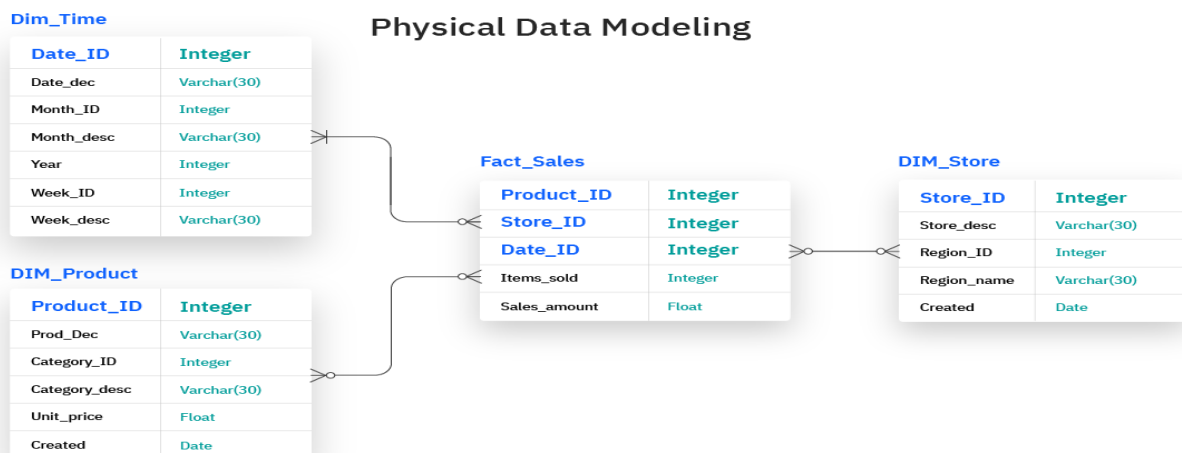 Physical Data Modeling
Dim_Time
Date_ID Integer
Date_dec Varchar(30)
Month_ID Integer
Month_desc Varchar(30)
Year Integer
Week_ID Integer
Week_desc Varchar(30)
DIM_Product
Product_ID Integer
Prod_Dec Varchar(30)
Category_ID Integer
Category_desc Varchar(30)
Unit_price Float
Created Date
Fact_Sales
Product_ID Integer
Store_ID Integer
Date_ID Integer
Items_sold Integer
Sales_amount Float
DIM_Store
Store_ID Integer
Store_desc Varchar(30)
Region_ID Integer
Region_name Varchar(30)
Created Date